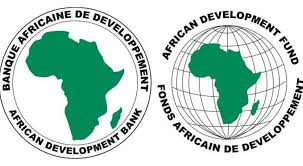 BANQUE AFRICAINE DE DEVELOPPEMENT
AFRICAN DEVELOPMENT BANK
AFRICAN DEVELOPMENT FUND
FONDS AFRICAIN DE DEVELOPPEMENT